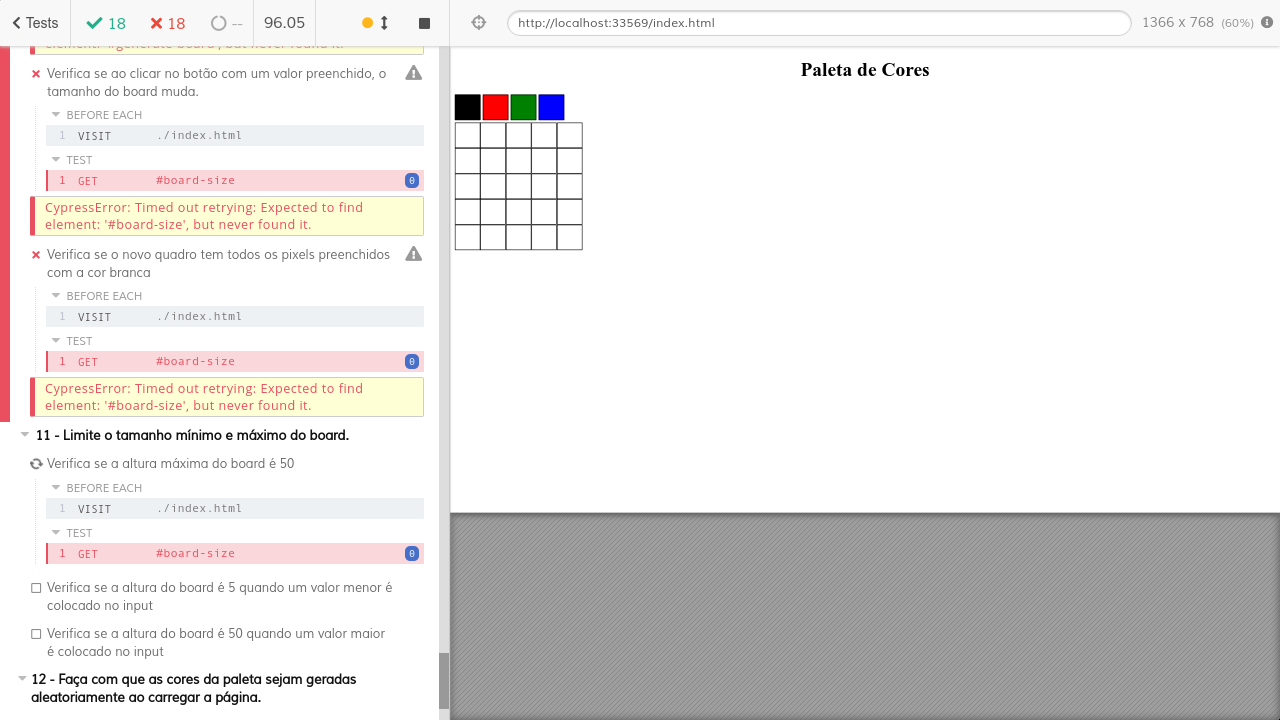 Tests
18
18
--
96.05
http://localhost:33569/index.html
1366 x 768 (60%)
element: '#generate-board', but never found it.
Verifica se ao clicar no botão com um valor preenchido, o
tamanho do board muda.
BEFORE EACH
1 VISIT ./index.html
TEST
1 GET #board-size 0
CypressError: Timed out retrying: Expected to find
element: '#board-size', but never found it.
Verifica se o novo quadro tem todos os pixels preenchidos
com a cor branca
BEFORE EACH
1 VISIT ./index.html
TEST
1 GET #board-size 0
CypressError: Timed out retrying: Expected to find
element: '#board-size', but never found it.
11 - Limite o tamanho mínimo e máximo do board.
Verifica se a altura máxima do board é 50
BEFORE EACH
1 VISIT ./index.html
TEST
1 GET #board-size 0
Verifica se a altura do board é 5 quando um valor menor é
colocado no input
Verifica se a altura do board é 50 quando um valor maior
é colocado no input
12 - Faça com que as cores da paleta sejam geradas
aleatoriamente ao carregar a página.
Paleta de Cores